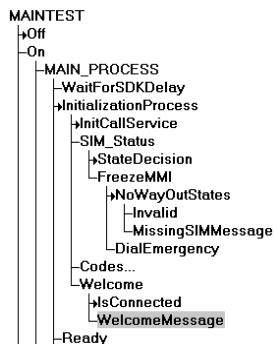 MAINTEST
Off
On
MAIN_PROCESS
WaitForSDKDelay
InitializationProcess
InitCallService
SIM_Status
StateDecision
FreezeMMI
NoWayOutStates
Invalid
MissingSIMMessage
DialEmergency
Codes...
Welcome
IsConnected
WelcomeMessage
Ready